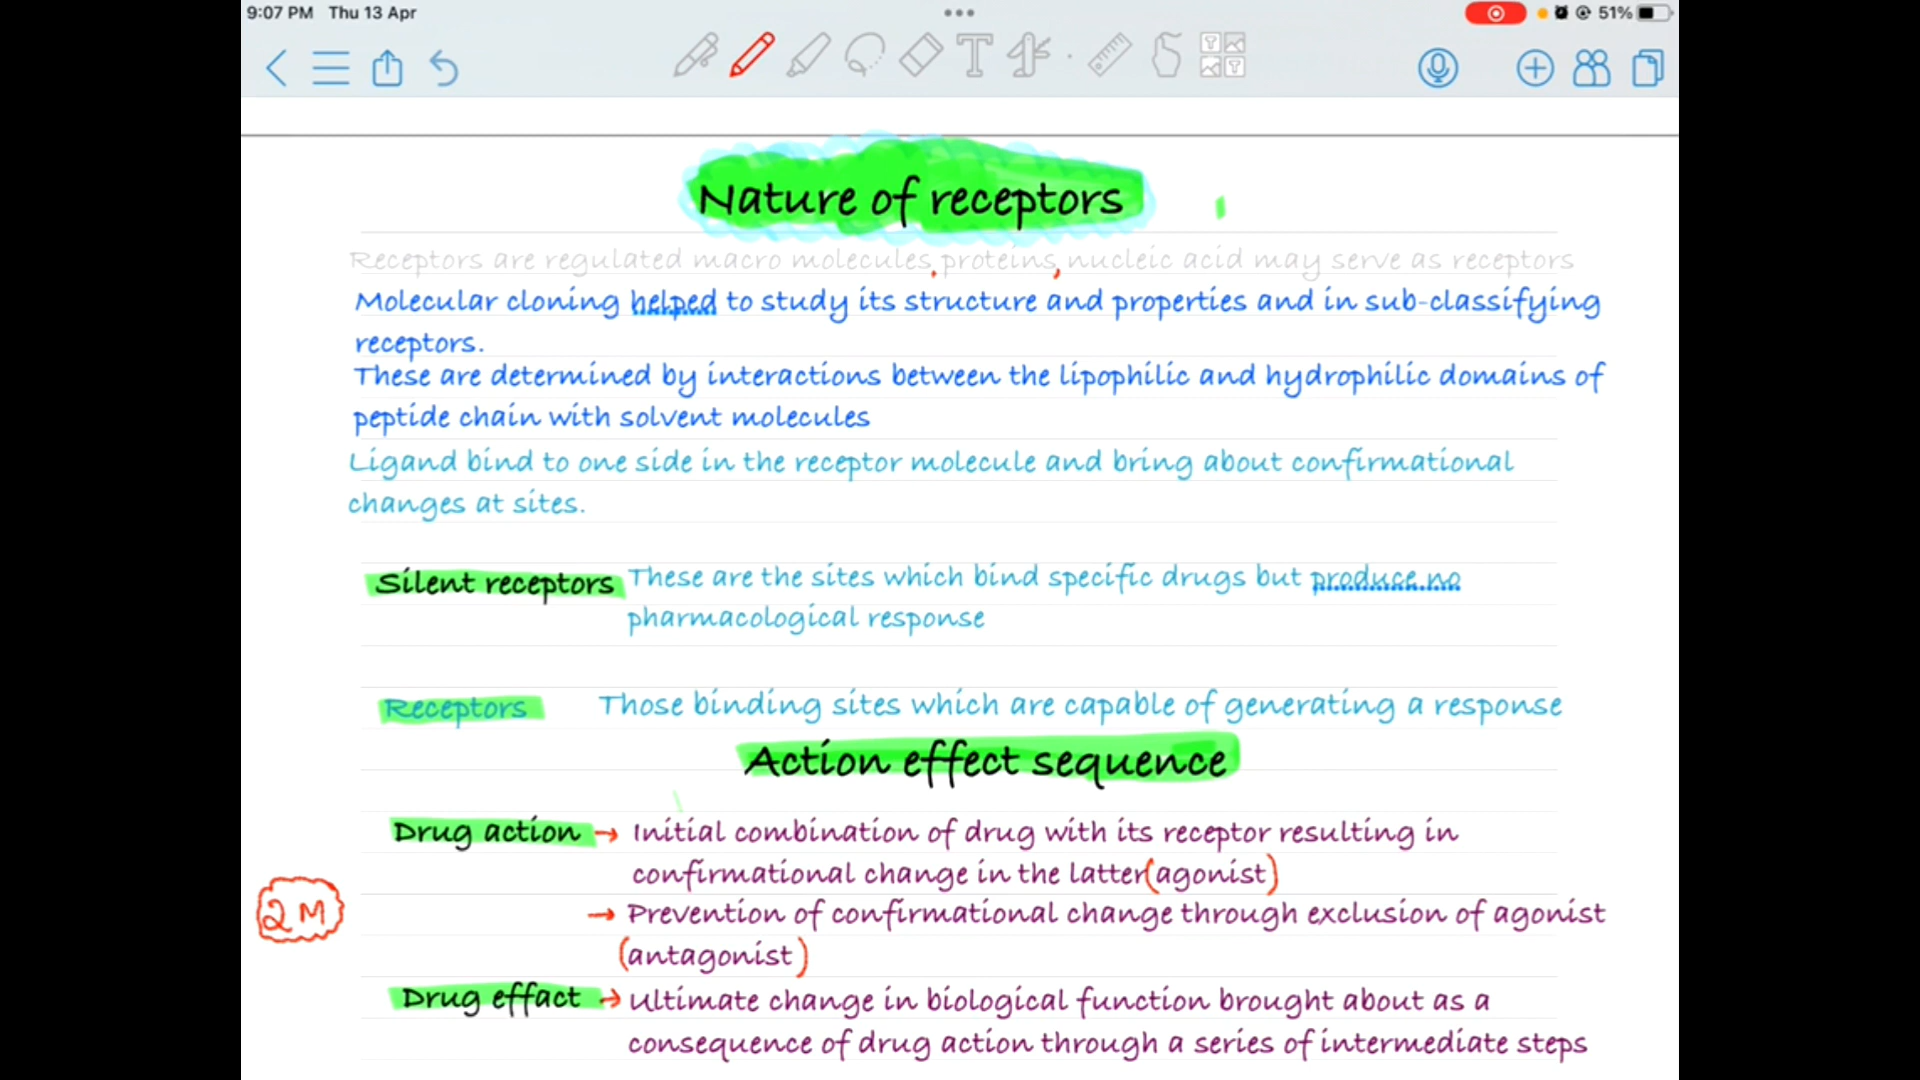 9:07 PM Thu 13 Apr
51%
Nature of receptors
Receptors are regulated macro molecules, proteins, nucleic acid may serve as receptors
Molecular cloning helped to study its structure and properties and in sub-classifying
receptors.
These are determined by interactions between the lipophilic and hydrophilic domains of
peptide chain with solvent molecules
Ligand bind to one side in the receptor molecule and bring about confirmational
changes at sites.
Silent receptors These are the sites which bind specific drugs but produce no
pharmacological response
Receptors Those binding sites which are capable of generating a response
Action effect sequence
Drug action → Initial combination of drug with its receptor resulting in
confirmational change in the latter(agonist)
2M → Prevention of confirmational change through exclusion of agonist
(antagonist)
Drug effact → Ultimate change in biological function brought about as a
consequence of drug action through a series of intermediate steps